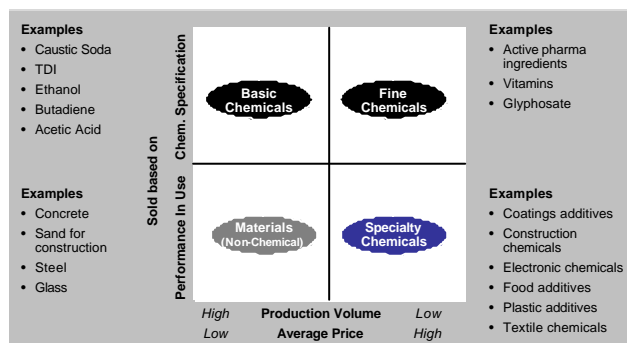 Examples
• Caustic Soda
• TDI
• Ethanol
• Butadiene
• Acetic Acid
Examples
• Concrete
• Sand for
construction
• Steel
• Glass
Sold based on
Chem. Specification
Performance In Use
Basic
Chemicals
Fine
Chemicals
Materials
(Non-Chemical)
Specialty
Chemicals
High Production Volume Low
Low Average Price High
Examples
• Active pharma
ingredients
• Vitamins
• Glyphosate
Examples
• Coatings additives
• Construction
chemicals
• Electronic chemicals
• Food additives
• Plastic additives
• Textile chemicals